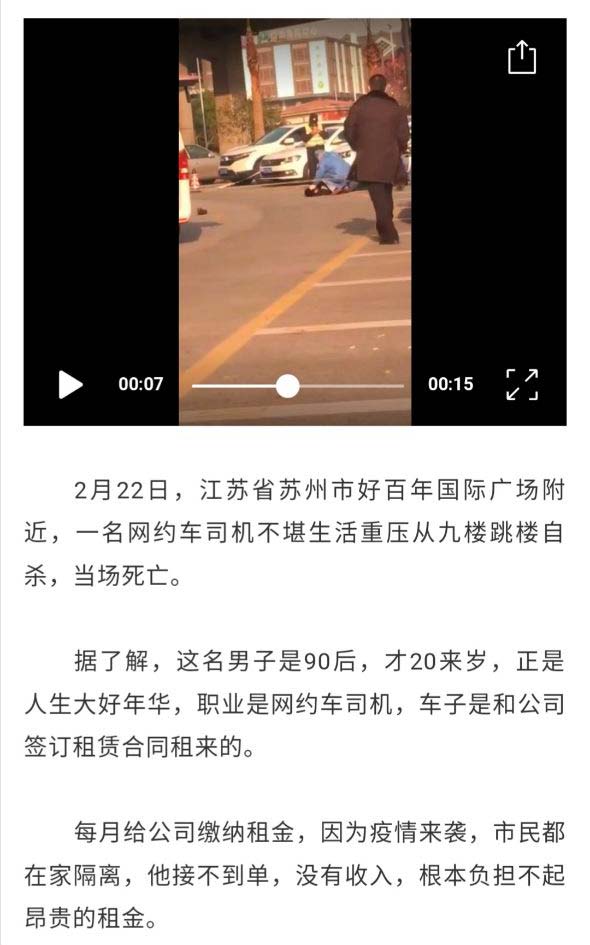 00:07
00:15
2月22日，江苏省苏州市好百年国际广场附
近，一名网约车司机不堪生活重压从九楼跳楼自
杀，当场死亡。
据了解，这名男子是90后，才20来岁，正是
人生大好年华，职业是网约车司机，车子是和公司
签订租赁合同租来的。
每月给公司缴纳租金，因为疫情来袭，市民都
在家隔离，他接不到单，没有收入，根本负担不起
昂贵的租金。